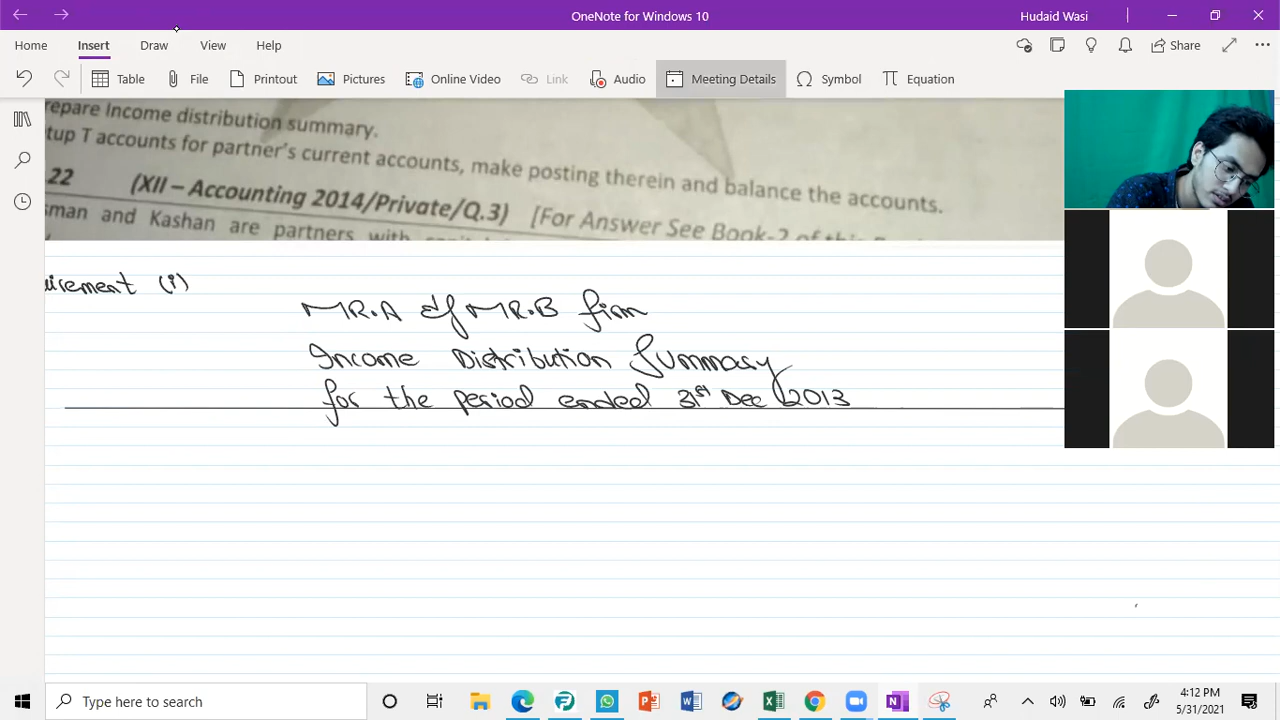 OneNote for Windows 10
Hudaid Wasi
Home Insert Draw View Help
Share
Table File Printout Pictures Online Video Link Audio Meeting Details Symbol Equation
repare Income distribution summary.
tup T accounts for partner's current accounts, make posting therein and balance the accounts.
.22 (XII – Accounting 2014/Private/Q.3) [For Answer See Book-2 of this
sman and Kashan are partners with
uirement (i)
MR.A & MR.B firm
Income Distribution Summary
for the period ended 31st Dec 2013
Type here to search
4:12 PM
5/31/2021